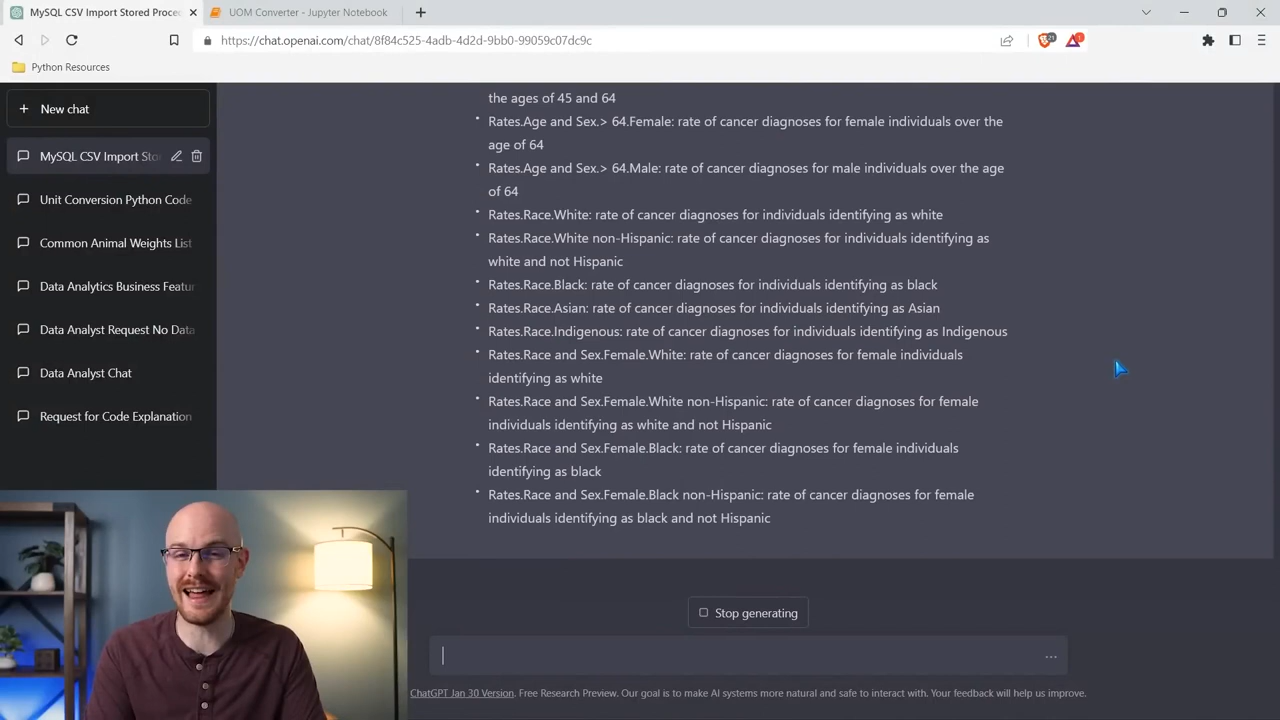 MySQL CSV Import Stored Proce
UOM Converter - Jupyter Notebook
https://chat.openai.com/chat/8f84c525-4adb-4d2d-9bb0-99059c07dc9c
21
1
Python Resources
New chat
MySQL CSV Import Sto
Unit Conversion Python Code
Common Animal Weights List
Data Analytics Business Featur
Data Analyst Request No Data
Data Analyst Chat
Request for Code Explanation
the ages of 45 and 64
• Rates.Age and Sex.> 64.Female: rate of cancer diagnoses for female individuals over the
age of 64
• Rates.Age and Sex.> 64.Male: rate of cancer diagnoses for male individuals over the age
of 64
• Rates.Race.White: rate of cancer diagnoses for individuals identifying as white
• Rates.Race.White non-Hispanic: rate of cancer diagnoses for individuals identifying as
white and not Hispanic
• Rates.Race.Black: rate of cancer diagnoses for individuals identifying as black
• Rates.Race.Asian: rate of cancer diagnoses for individuals identifying as Asian
• Rates.Race.Indigenous: rate of cancer diagnoses for individuals identifying as Indigenous
• Rates.Race and Sex.Female.White: rate of cancer diagnoses for female individuals
identifying as white
• Rates.Race and Sex.Female.White non-Hispanic: rate of cancer diagnoses for female
individuals identifying as white and not Hispanic
• Rates.Race and Sex.Female.Black: rate of cancer diagnoses for female individuals
identifying as black
• Rates.Race and Sex.Female.Black non-Hispanic: rate of cancer diagnoses for female
individuals identifying as black and not Hispanic
Stop generating
ChatGPT Jan 30 Version. Free Research Preview. Our goal is to make AI systems more natural and safe to interact with. Your feedback will help us improve.